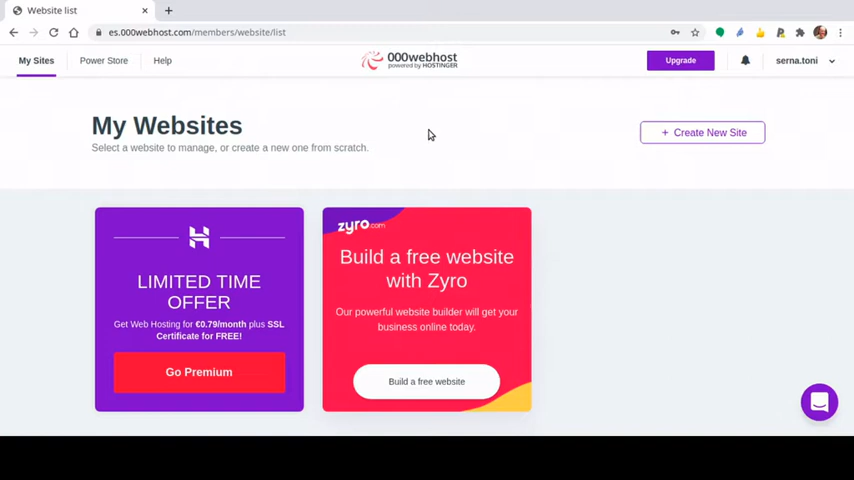 Website list
es.000webhost.com/members/website/list
My Sites
Power Store
Help
000webhost
powered by HOSTINGER
Upgrade
serna.toni
My Websites
Select a website to manage, or create a new one from scratch.
+ Create New Site
LIMITED TIME
OFFER
Get Web Hosting for €0.79/month plus SSL
Certificate for FREE!
Go Premium
zyro.com
Build a free website
with Zyro
Our powerful website builder will get your
business online today.
Build a free website